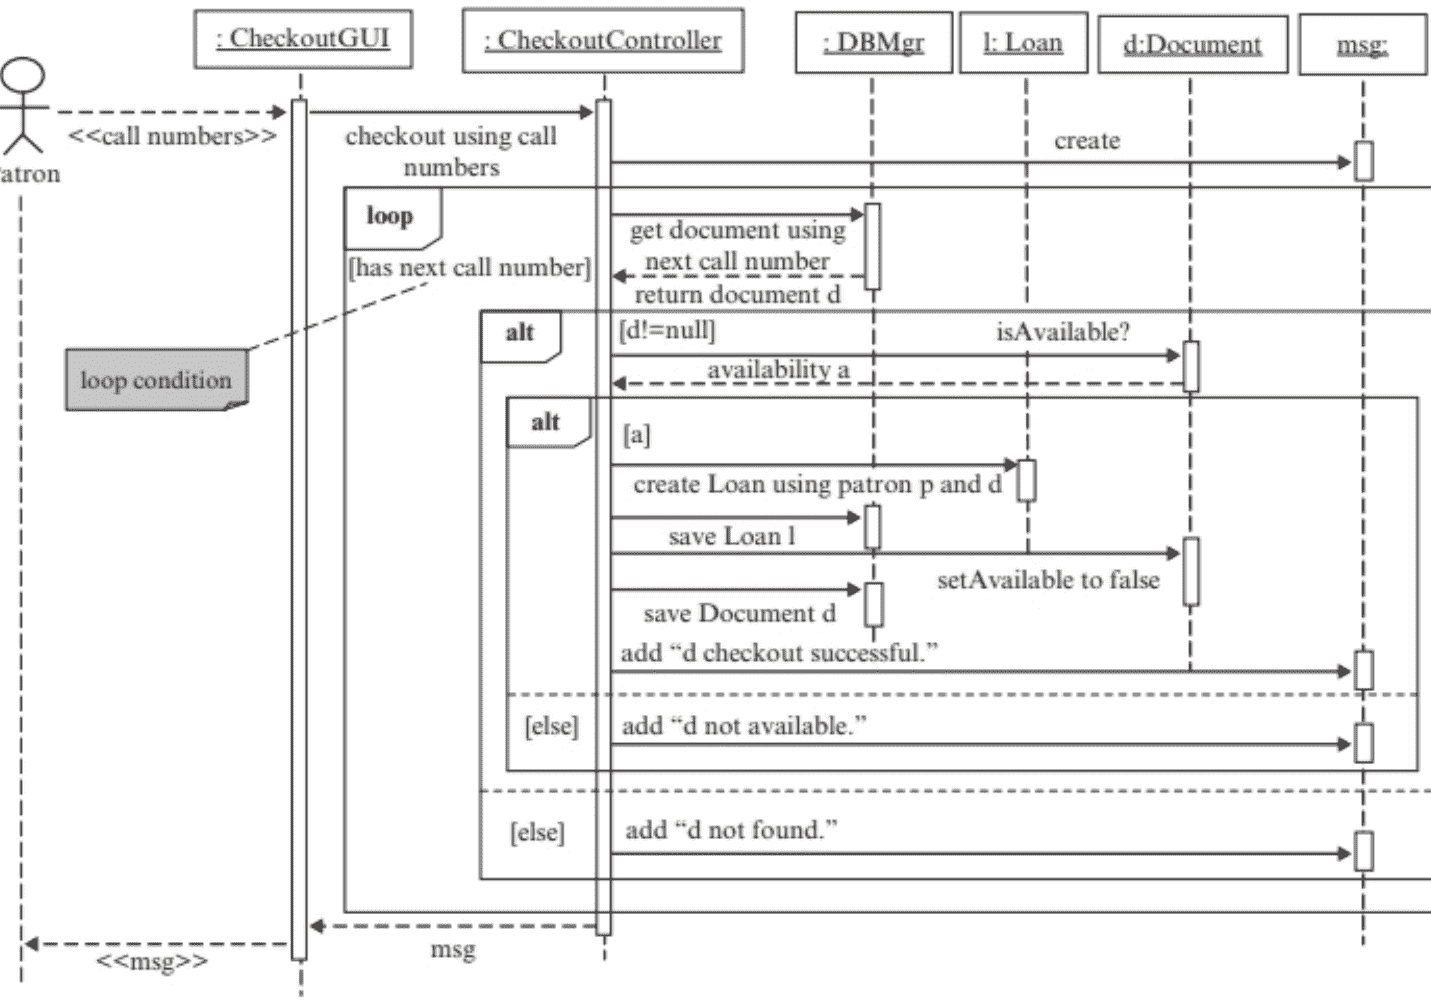 : CheckoutGUI
: CheckoutController
: DBMgr
l: Loan
d:Document
msg:
<<call numbers>>
checkout using call
numbers
create
atron
loop
get document using
next call number
[has next call number]
return document d
alt
[d!=null]
isAvailable?
loop condition
availability a
alt
[a]
create Loan using patron p and d
save Loan l
setAvailable to false
save Document d
add “d checkout successful.”
[else]
add “d not available.”
[else]
add “d not found.”
msg
<<msg>>